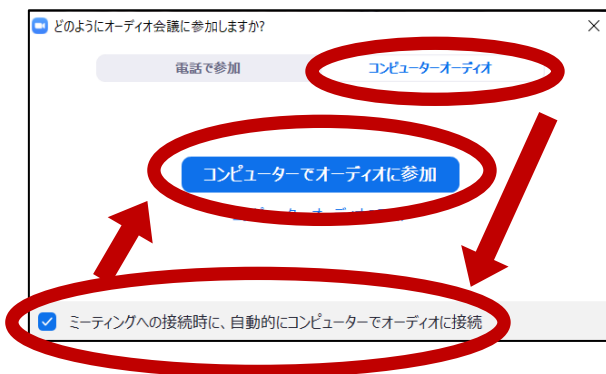 どのようにオーディオ会議に参加しますか?
電話で参加
コンピューターオーディオ
コンピューターでオーディオに参加
ミーティングへの接続時に、自動的にコンピューターでオーディオに接続